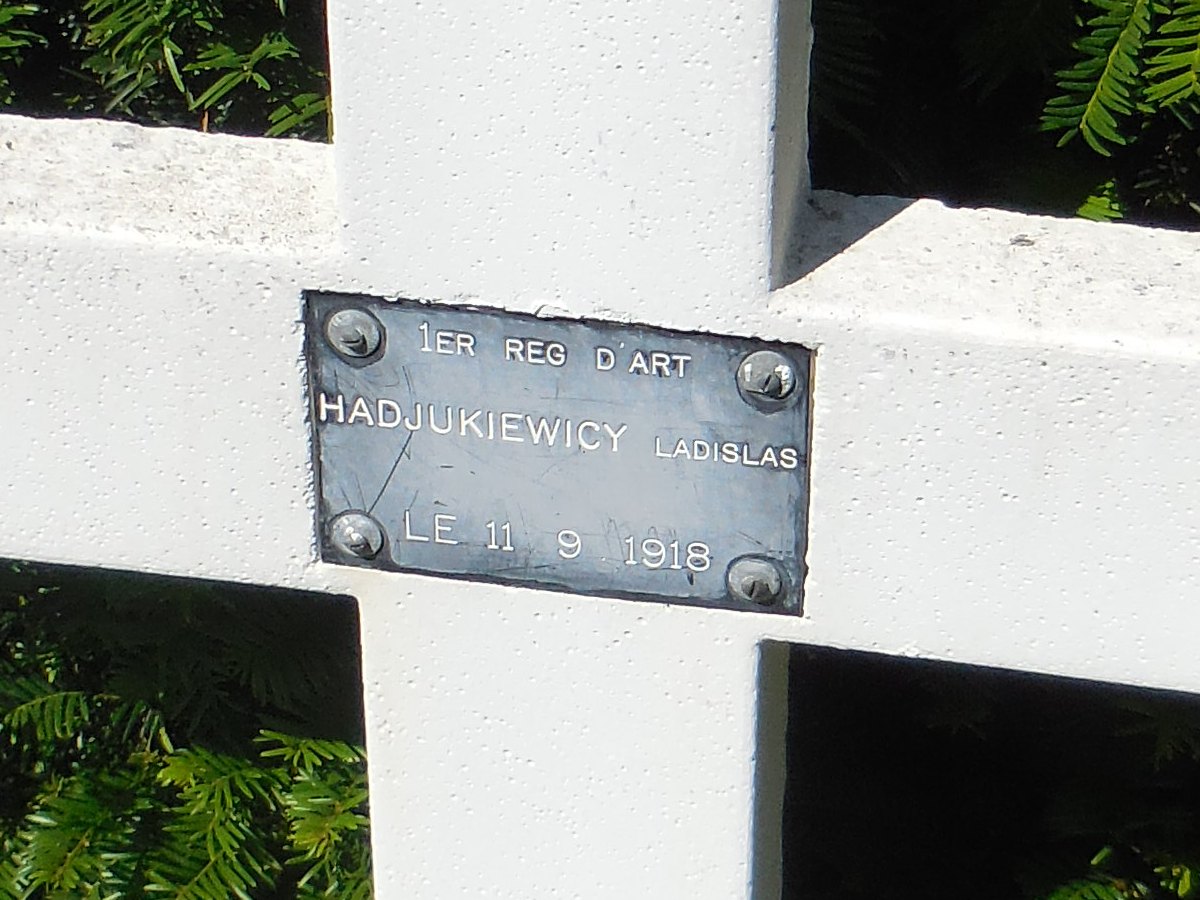 1ER REG D'ART
HADJUKIEWICY LADISLAS
LE 11 9 1918